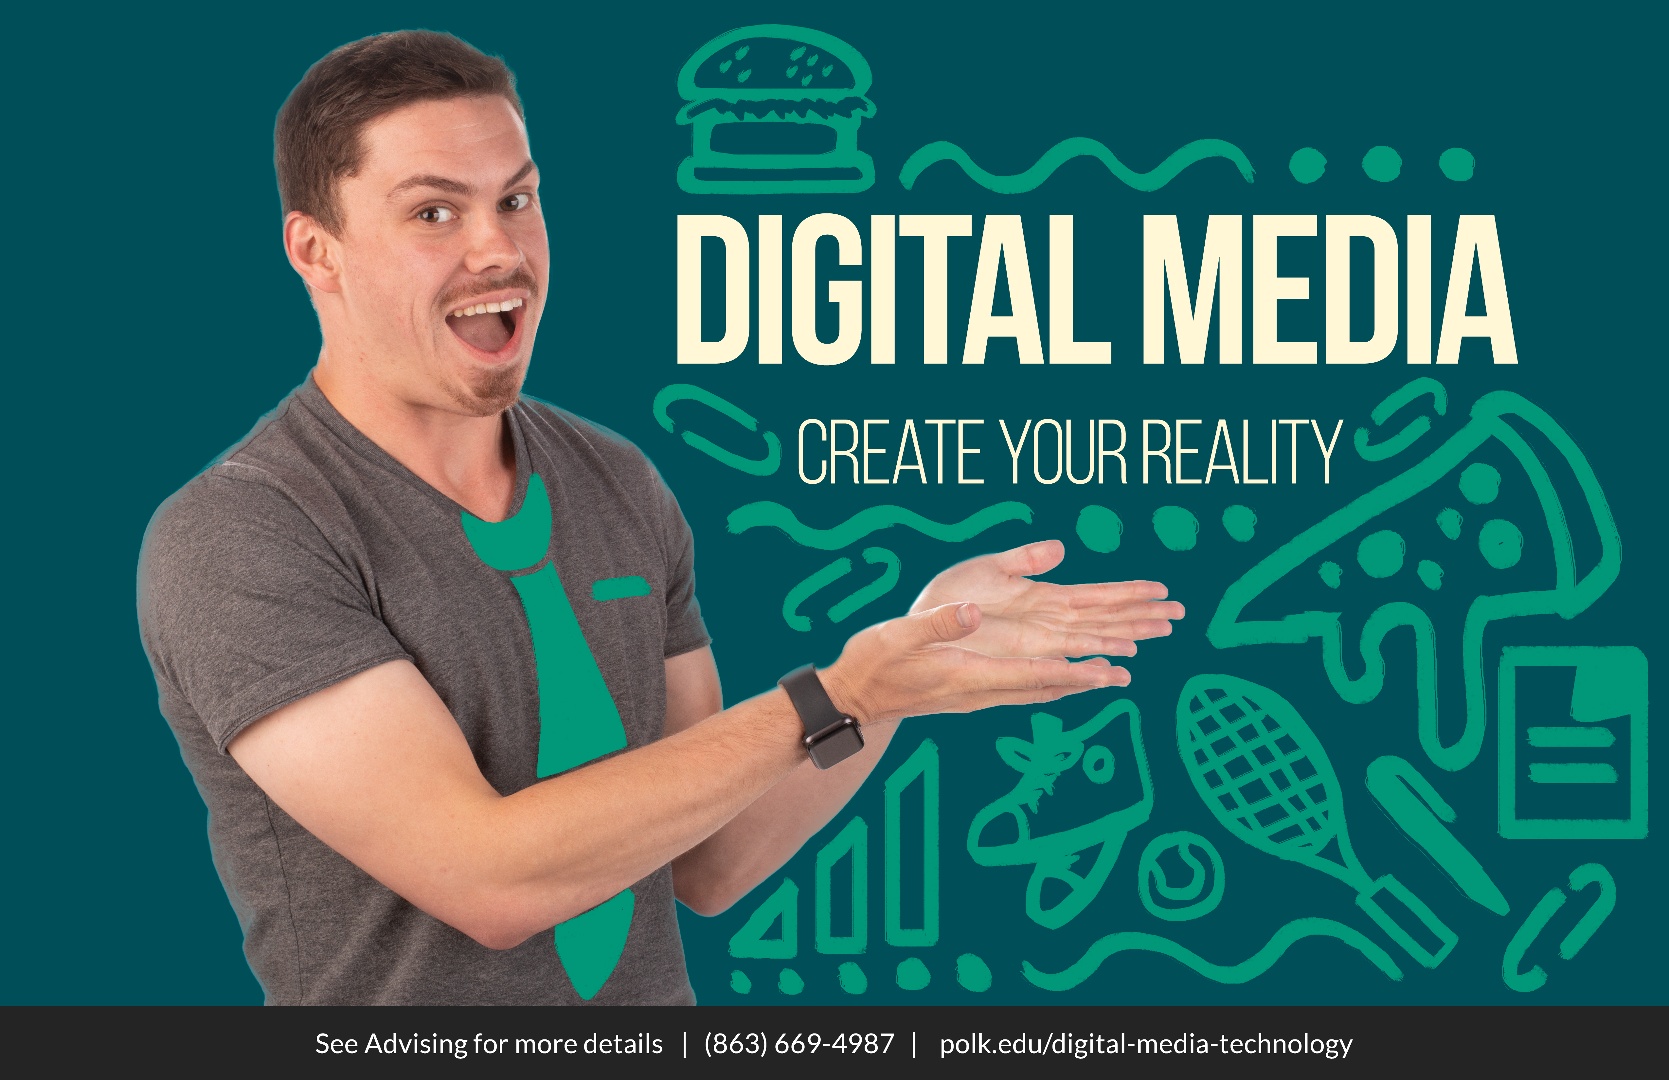 DIGITAL MEDIA
CREATE YOUR REALITY
See Advising for more details | (863) 669-4987 | polk.edu/digital-media-technology